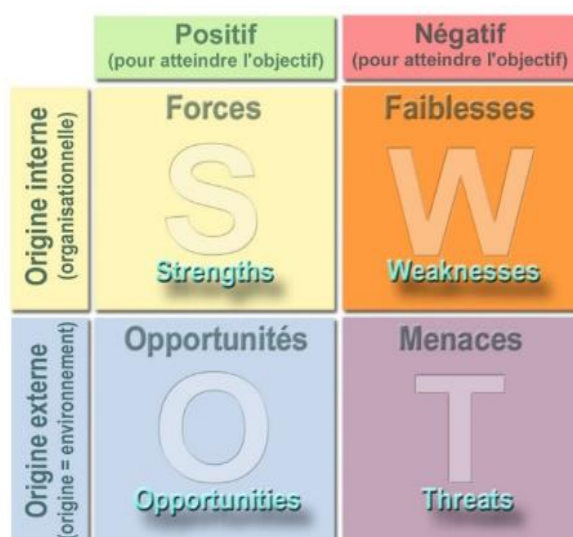 Positif
(pour atteindre l'objectif)
Négatif
(pour atteindre l'objectif)
Origine interne
(organisationnelle)
Forces
S
Strengths
Faiblesses
W
Weaknesses
Origine externe
(origine = environnement)
Opportunités
O
Opportunities
Menaces
T
Threats